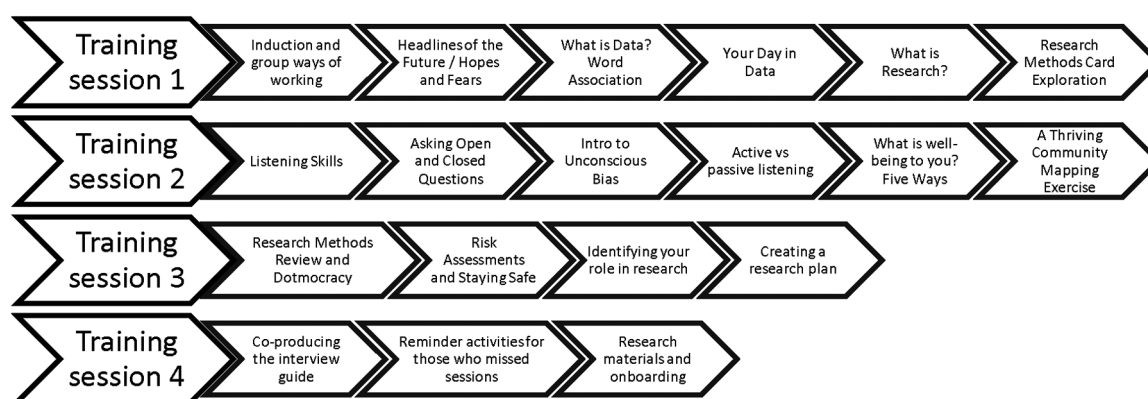 Training
session 1
Induction and
group ways of
working
Headlines of the
Future / Hopes
and Fears
What is Data?
Word
Association
Your Day in
Data
What is
Research?
Research
Methods Card
Exploration
Training
session 2
Listening Skills
Asking Open
and Closed
Questions
Intro to
Unconscious
Bias
Active vs
passive listening
What is well-
being to you?
Five Ways
A Thriving
Community
Mapping
Exercise
Training
session 3
Research Methods
Review and
Dotmocracy
Risk
Assessments
and Staying Safe
Identifying your
role in research
Creating a
research plan
Training
session 4
Co-producing
the interview
guide
Reminder activities for
those who missed
sessions
Research
materials and
onboarding